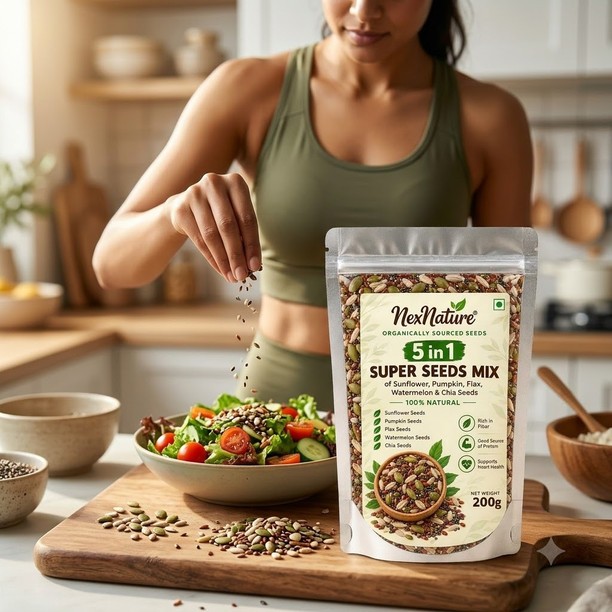 NexNature®
ORGANICALLY SOURCED SEEDS
5 in 1
SUPER SEEDS MIX
of Sunflower, Pumpkin, Flax,
Watermelon & Chia Seeds
100% NATURAL
Sunflower Seeds
Pumpkin Seeds
Flax Seeds
Watermelon Seeds
Chia Seeds
Rich in
Fiber
Good Source
of Protein
Supports
Heart Health
NET WEIGHT
200g